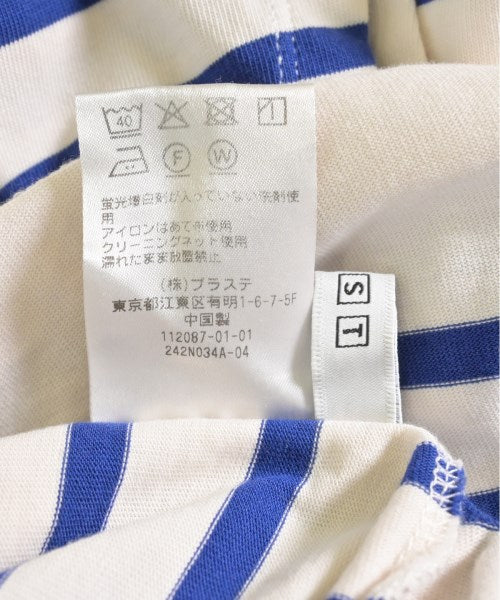 40
F W
蛍光増白剤が入っていない洗剤使
用
アイロンはあて布使用
クリーニングネット使用
濡れたまま放置禁止
(株)プラステ
東京都江東区有明1-6-7-5F
中国製
112087-01-01
242N034A-04
S T